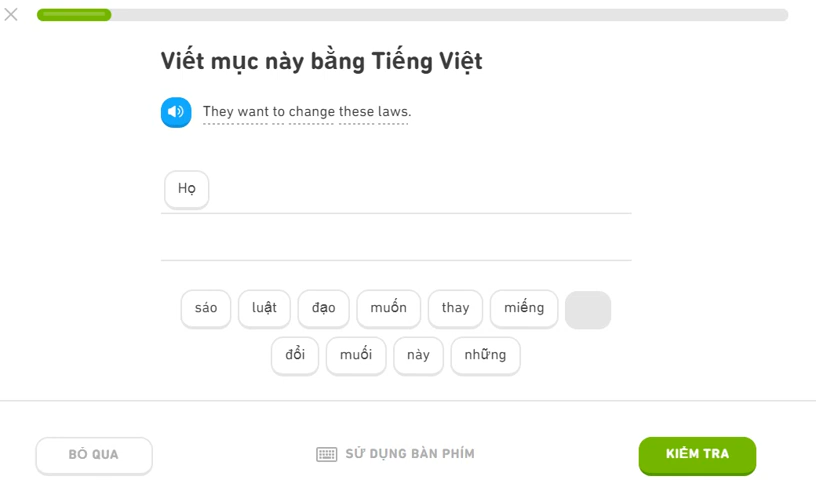 Viết mục này bằng Tiếng Việt
They want to change these laws.
Họ
sáo luật đạo muốn thay miếng
đổi muối này những
BỎ QUA SỬ DỤNG BÀN PHÍM KIỂM TRA